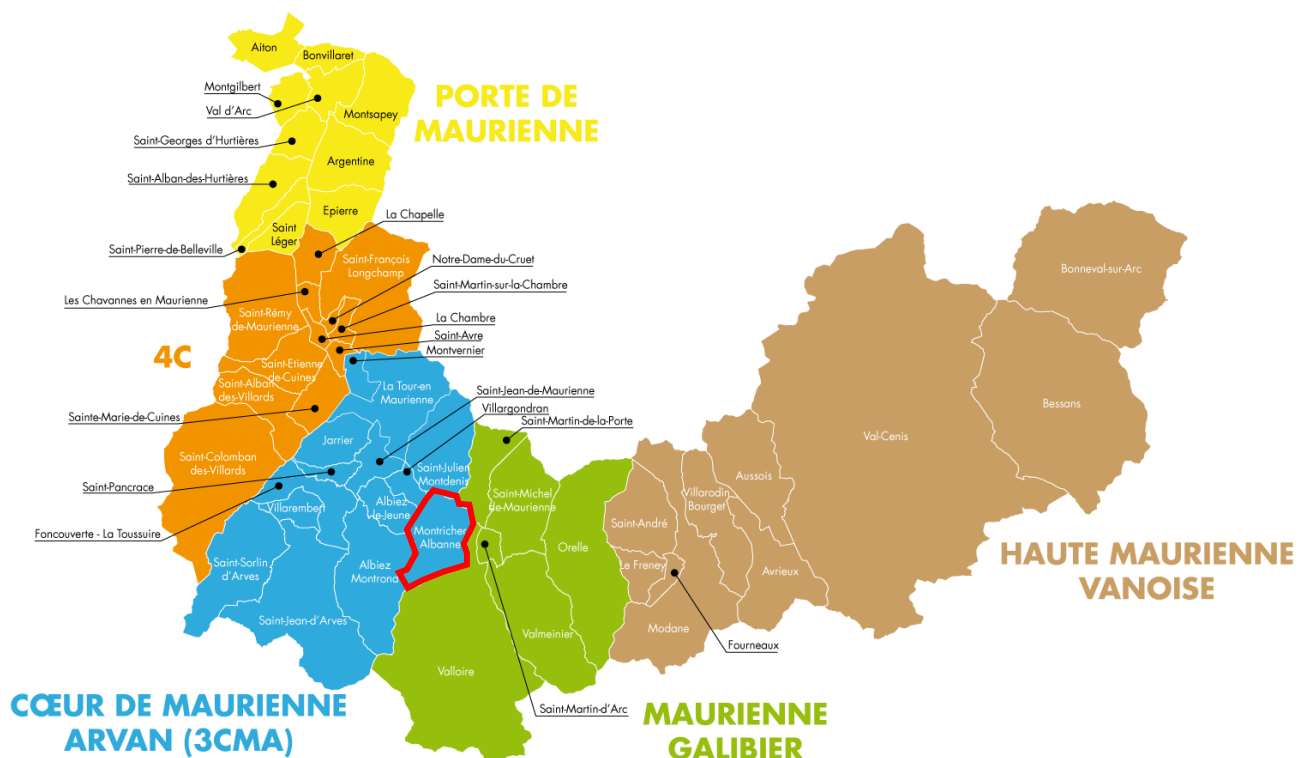 Aiton
Bonvillaret
Montgilbert
Val d'Arc
PORTE DE
MAURIENNE
Montsapey
Saint-Georges d'Hurtières
Argentine
Saint-Alban-des-Hurtières
Epierre
La Chapelle
Saint
Léger
Saint-Pierre-de-Belleville
Saint-François
Longchamp
Notre-Dame-du-Cruet
Bonneval-sur-Arc
Saint-Martin-sur-la-Chambre
Les Chavannes en Maurienne
Saint-Rémy
de-Maurienne
La Chambre
Saint-Avre
Montvernier
4C
Saint-Etienne
de-Cuines
Saint-Alban
des-Villards
La Tour-en
Maurienne
Saint-Jean-de-Maurienne
Villargondran
Saint-Martin-de-la-Porte
Bessans
Sainte-Marie-de-Cuines
Val-Cenis
Jarrier
Saint-Colomban
des-Villards
Saint-Julien
Montdenis
Aussois
Saint-Pancrace
Saint-Michel
de-Maurienne
Villarodin
Bourget
Villarembert
Albiez
-le-Jeune
Saint-André
Foncouverte - La Toussuire
Montricher
Albanne
Orelle
HAUTE MAURIENNE
VANOISE
Saint-Sorlin
d'Arves
Albiez
Montrond
Le Freney
Avrieux
Saint-Jean-d'Arves
Valmeinier
Modane
Fourneaux
Valloire
CŒUR DE MAURIENNE
ARVAN (3CMA)
Saint-Martin-d'Arc
MAURIENNE
GALIBIER